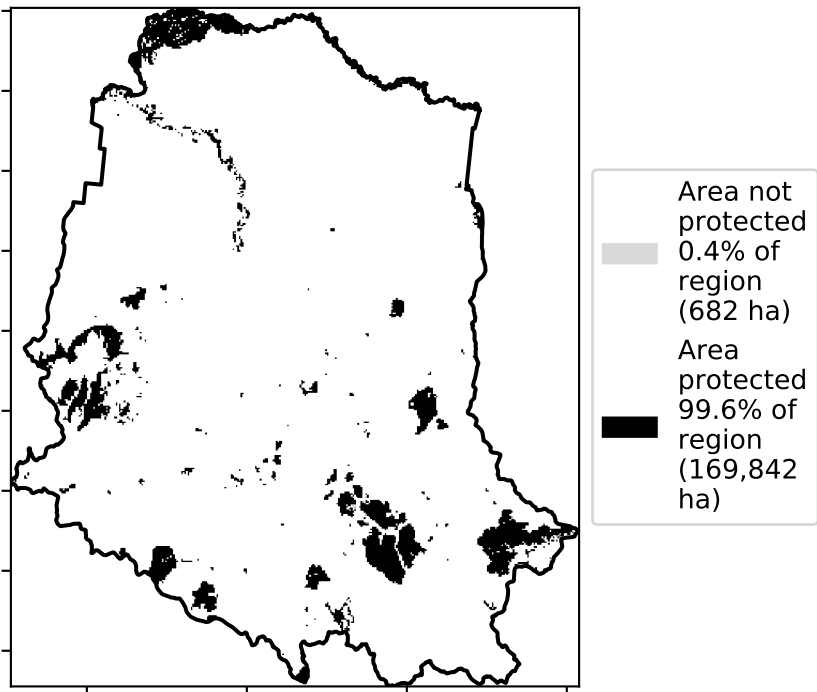 Area not
protected
0.4% of
region
(682 ha)
Area
protected
99.6% of
region
(169,842
ha)